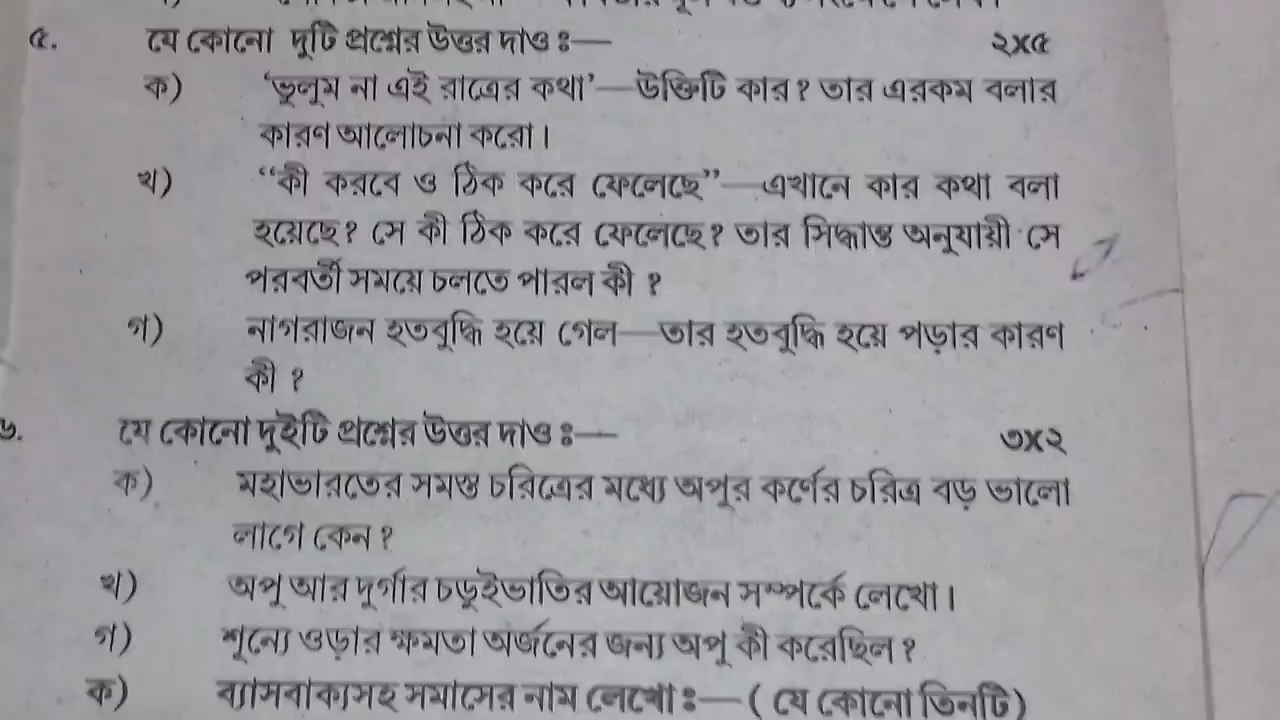 ৫. যে কোনো দুটি প্রশ্নের উত্তর দাও ঃ— ২X৫
ক) 'ভুলুম না এই রাত্রের কথা'—উক্তিটি কার? তার এরকম বলার
কারণ আলোচনা করো।
খ) “কী করবে ও ঠিক করে ফেলেছে”—এখানে কার কথা বলা
হয়েছে? সে কী ঠিক করে ফেলেছে? তার সিদ্ধান্ত অনুযায়ী সে
পরবর্তী সময়ে চলতে পারল কী ?
গ) নাগরাজন হতবুদ্ধি হয়ে গেল—তার হতবুদ্ধি হয়ে পড়ার কারণ
কী ?
৬. যে কোনো দুইটি প্রশ্নের উত্তর দাও ঃ— ৩X২
ক) মহাভারতের সমস্ত চরিত্রের মধ্যে অপুর কর্ণের চরিত্র বড় ভালো
লাগে কেন ?
খ) অপু আর দুর্গার চড়ুইভাতির আয়োজন সম্পর্কে লেখো।
গ) শূন্যে ওড়ার ক্ষমতা অর্জনের জন্য অপু কী করেছিল ?
ক) ব্যাসবাক্যসহ সমাসের নাম লেখো ঃ— ( যে কোনো তিনটি)